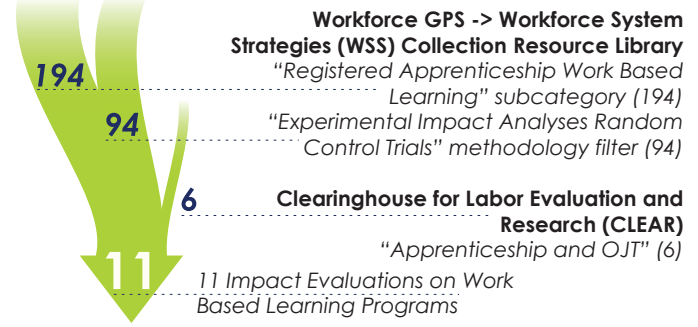 Workforce GPS -> Workforce System
Strategies (WSS) Collection Resource Library
194
“Registered Apprenticeship Work Based
Learning” subcategory (194)
94
“Experimental Impact Analyses Random
Control Trials” methodology filter (94)
6
Clearinghouse for Labor Evaluation and
Research (CLEAR)
“Apprenticeship and OJT” (6)
11
11 Impact Evaluations on Work
Based Learning Programs